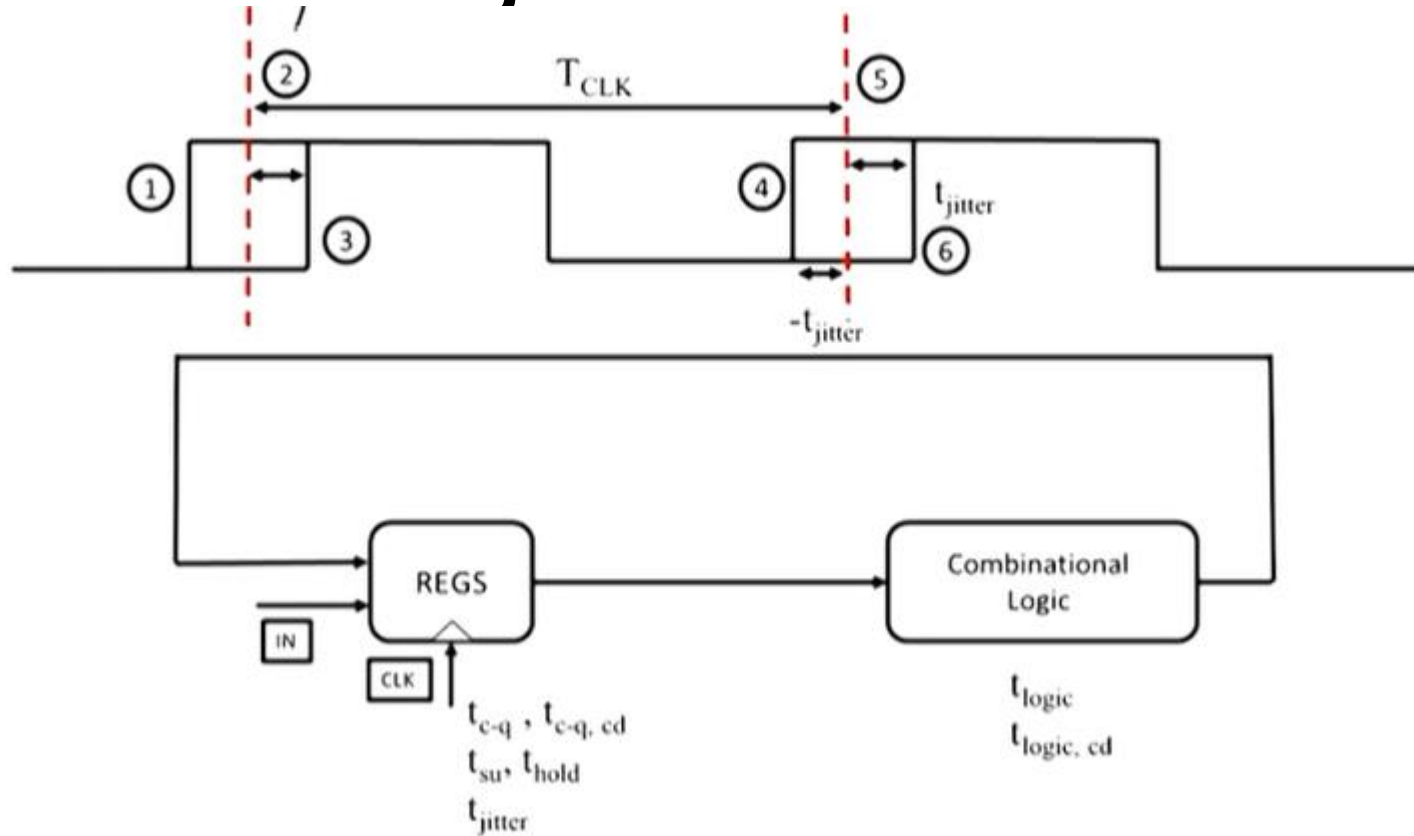 ② T_CLK ⑤
① ④ t_jitter
③ ⑥
-t_jitter
REGS
Combinational
Logic
IN
CLK
t_c-q , t_c-q, cd
t_su, t_hold
t_jitter
t_logic
t_logic, cd